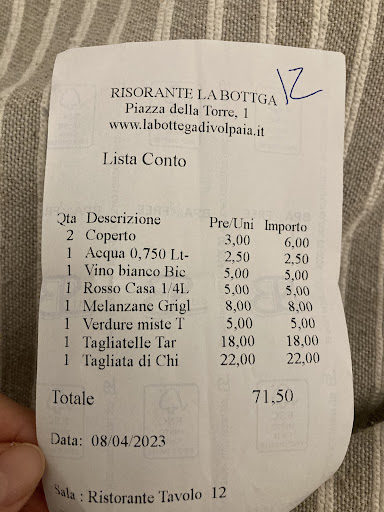 12
RISORANTE LA BOTTGA
Piazza della Torre, 1
www.labottegadivolpaia.it
Lista Conto
Qta Descrizione Pre/Uni Importo
2 Coperto 3,00 6,00
1 Acqua 0,750 Lt- 2,50 2,50
1 Vino bianco Bic 5,00 5,00
1 Rosso Casa 1/4L 5,00 5,00
1 Melanzane Grigl 8,00 8,00
1 Verdure miste T 5,00 5,00
1 Tagliatelle Tar 18,00 18,00
1 Tagliata di Chi 22,00 22,00
Totale 71,50
Data: 08/04/2023
Sala : Ristorante Tavolo 12